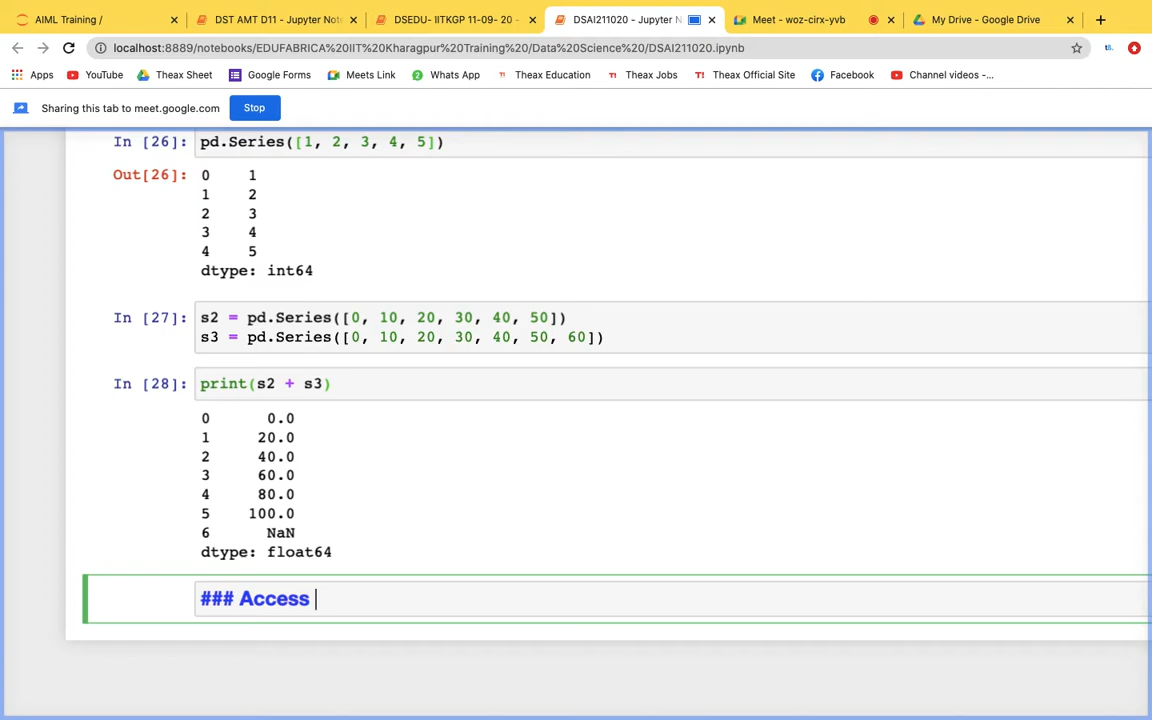 AIML Training /
DST AMT D11 - Jupyter Note
DSEDU- IITKGP 11-09- 20 -
DSAI211020 - Jupyter N
Meet - woz-cirx-yvb
My Drive - Google Drive
localhost:8889/notebooks/EDUFABRICA%20IIT%20Kharagpur%20Training%20/Data%20Science%20/DSAI211020.ipynb
Apps YouTube Theax Sheet Google Forms Meets Link Whats App Theax Education Theax Jobs Theax Official Site Facebook Channel videos -...
Sharing this tab to meet.google.com Stop
In [26]: pd.Series([1, 2, 3, 4, 5])
Out[26]: 0 1
1 2
2 3
3 4
4 5
dtype: int64
In [27]: s2 = pd.Series([0, 10, 20, 30, 40, 50])
s3 = pd.Series([0, 10, 20, 30, 40, 50, 60])
In [28]: print(s2 + s3)
0 0.0
1 20.0
2 40.0
3 60.0
4 80.0
5 100.0
6 NaN
dtype: float64
### Access